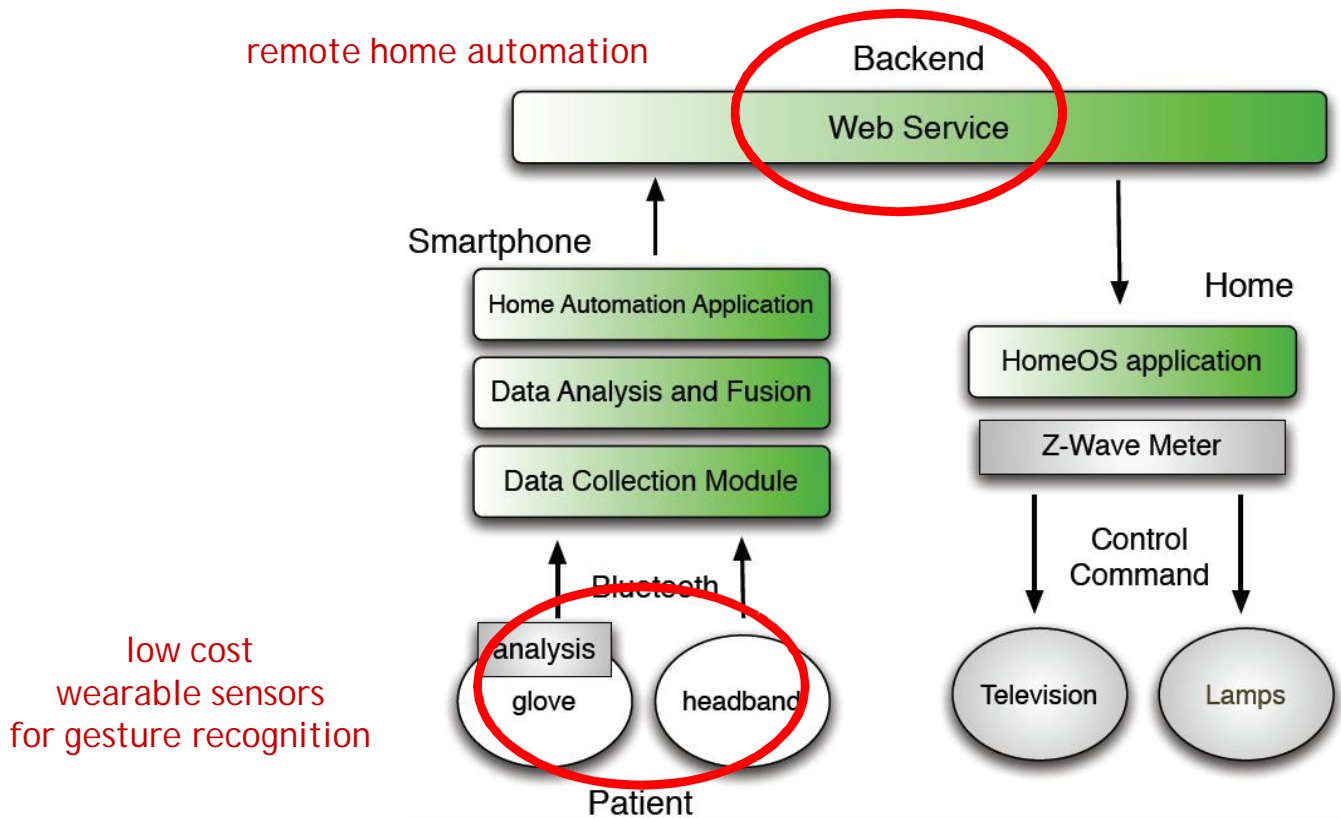 remote home automation
Backend
Web Service
Smartphone
Home Automation Application
Data Analysis and Fusion
Data Collection Module
Home
HomeOS application
Z-Wave Meter
Control
Command
Bluetooth
analysis
glove
headband
Television
Lamps
low cost
wearable sensors
for gesture recognition
Patient